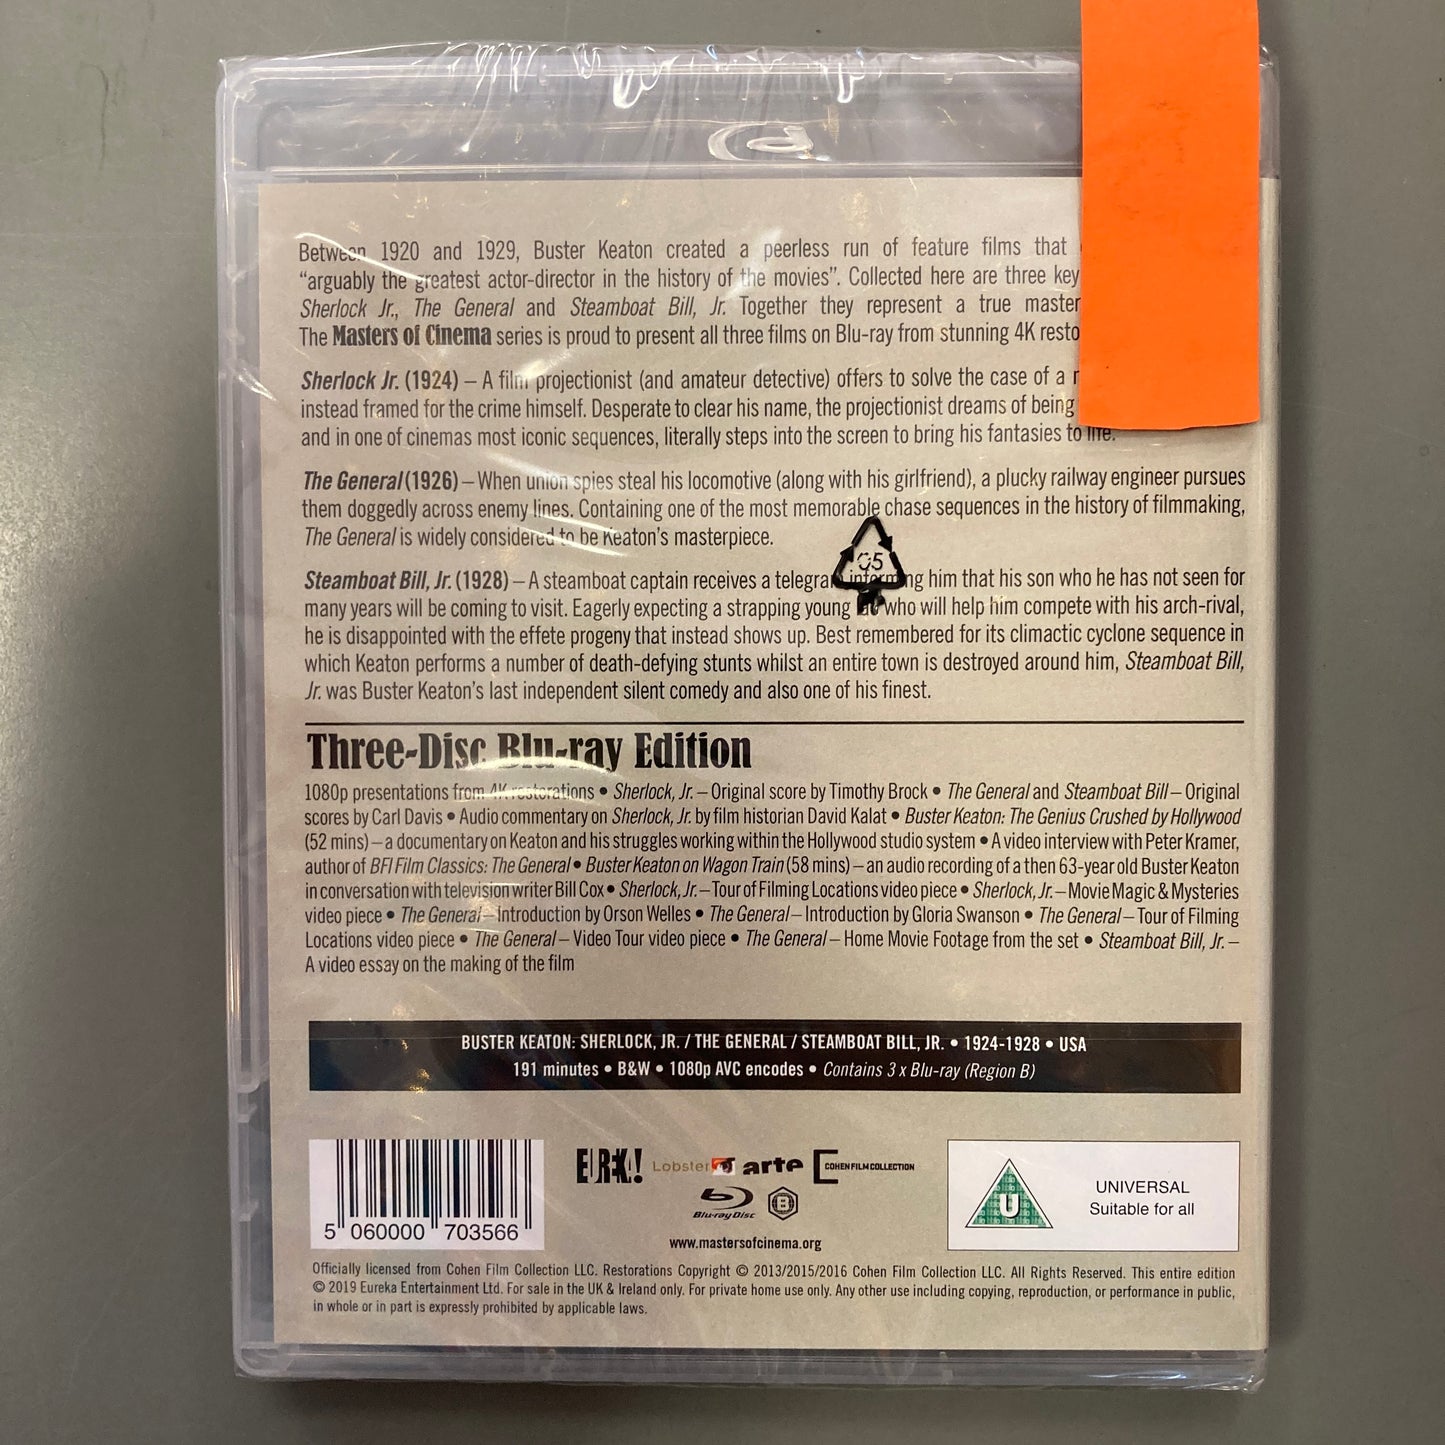 Between 1920 and 1929, Buster Keaton created a peerless run of feature films that
“arguably the greatest actor-director in the history of the movies”. Collected here are three key
Sherlock Jr., The General and Steamboat Bill, Jr. Together they represent a true master
The Masters of Cinema series is proud to present all three films on Blu-ray from stunning 4K resto
Sherlock Jr. (1924) – A film projectionist (and amateur detective) offers to solve the case of a
instead framed for the crime himself. Desperate to clear his name, the projectionist dreams of being
and in one of cinemas most iconic sequences, literally steps into the screen to bring his fantasies to life.
The General (1926) – When union spies steal his locomotive (along with his girlfriend), a plucky railway engineer pursues
them doggedly across enemy lines. Containing one of the most memorable chase sequences in the history of filmmaking,
The General is widely considered to be Keaton’s masterpiece.
05
Steamboat Bill, Jr. (1928) – A steamboat captain receives a telegram informing him that his son who he has not seen for
many years will be coming to visit. Eagerly expecting a strapping young who will help him compete with his arch-rival,
he is disappointed with the effete progeny that instead shows up. Best remembered for its climactic cyclone sequence in
which Keaton performs a number of death-defying stunts whilst an entire town is destroyed around him, Steamboat Bill,
Jr. was Buster Keaton’s last independent silent comedy and also one of his finest.
Three-Disc Blu-ray Edition
1080p presentations from 4K restorations • Sherlock, Jr. – Original score by Timothy Brock • The General and Steamboat Bill – Original
scores by Carl Davis • Audio commentary on Sherlock, Jr. by film historian David Kalat • Buster Keaton: The Genius Crushed by Hollywood
(52 mins) – a documentary on Keaton and his struggles working within the Hollywood studio system • A video interview with Peter Kramer,
author of BFI Film Classics: The General • Buster Keaton on Wagon Train (58 mins) – an audio recording of a then 63-year old Buster Keaton
in conversation with television writer Bill Cox • Sherlock, Jr. – Tour of Filming Locations video piece • Sherlock, Jr. – Movie Magic & Mysteries
video piece • The General – Introduction by Orson Welles • The General – Introduction by Gloria Swanson • The General – Tour of Filming
Locations video piece • The General – Video Tour video piece • The General – Home Movie Footage from the set • Steamboat Bill, Jr. –
A video essay on the making of the film
BUSTER KEATON: SHERLOCK, JR. / THE GENERAL / STEAMBOAT BILL, JR. • 1924-1928 • USA
191 minutes • B&W • 1080p AVC encodes • Contains 3 x Blu-ray (Region B)
5 060000 703566
EUREKA!
Lobster
arte
COHEN FILM COLLECTION
Blu-ray Disc
B
www.mastersofcinema.org
U
UNIVERSAL
Suitable for all
Officially licensed from Cohen Film Collection LLC. Restorations Copyright © 2013/2015/2016 Cohen Film Collection LLC. All Rights Reserved. This entire edition
© 2019 Eureka Entertainment Ltd. For sale in the UK & Ireland only. For private home use only. Any other use including copying, reproduction, or performance in public,
in whole or in part is expressly prohibited by applicable laws.